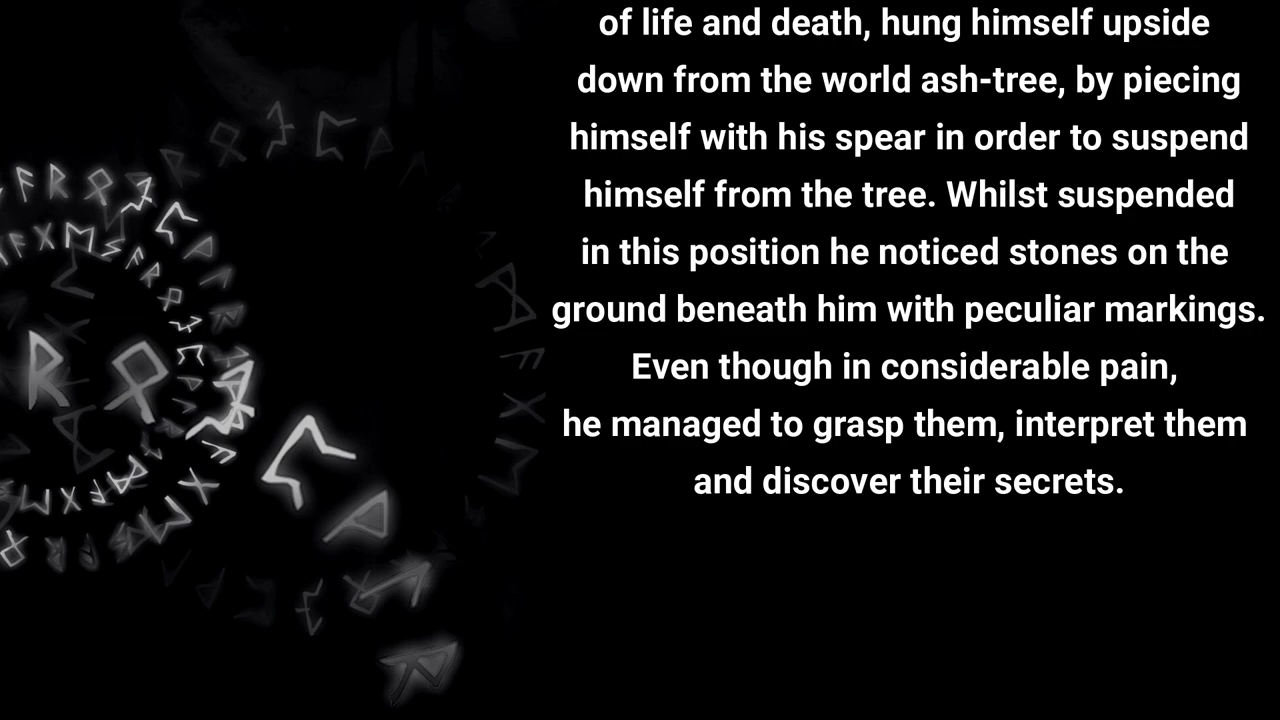 of life and death, hung himself upside
down from the world ash-tree, by piecing
himself with his spear in order to suspend
himself from the tree. Whilst suspended
in this position he noticed stones on the
ground beneath him with peculiar markings.
Even though in considerable pain,
he managed to grasp them, interpret them
and discover their secrets.